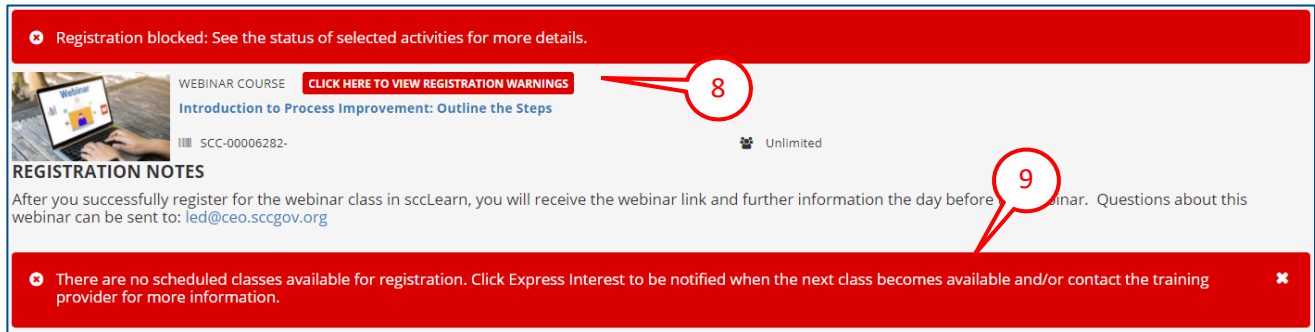 Registration blocked: See the status of selected activities for more details.
Webinar
WEBINAR COURSE CLICK HERE TO VIEW REGISTRATION WARNINGS
8
Introduction to Process Improvement: Outline the Steps
SCC-00006282- Unlimited
REGISTRATION NOTES
9
After you successfully register for the webinar class in sccLearn, you will receive the webinar link and further information the day before inar. Questions about this
webinar can be sent to: led@ceo.sccgov.org
There are no scheduled classes available for registration. Click Express Interest to be notified when the next class becomes available and/or contact the training
provider for more information.